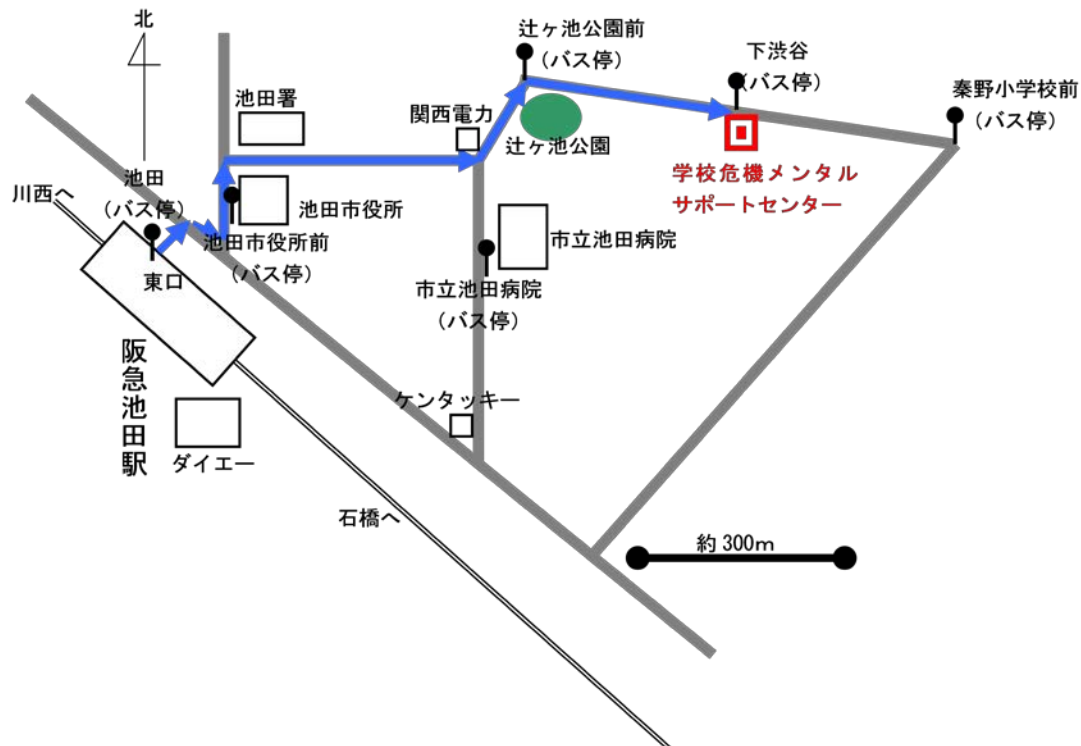 北
辻ヶ池公園前
（バス停）
下渋谷
（バス停）
秦野小学校前
（バス停）
池田署
関西電力
辻ヶ池公園
学校危機メンタル
サポートセンター
池田
（バス停）
川西へ
池田市役所
池田市役所前
（バス停）
市立池田病院
市立池田病院
（バス停）
東口
阪急池田駅
ケンタッキー
ダイエー
石橋へ
約300m